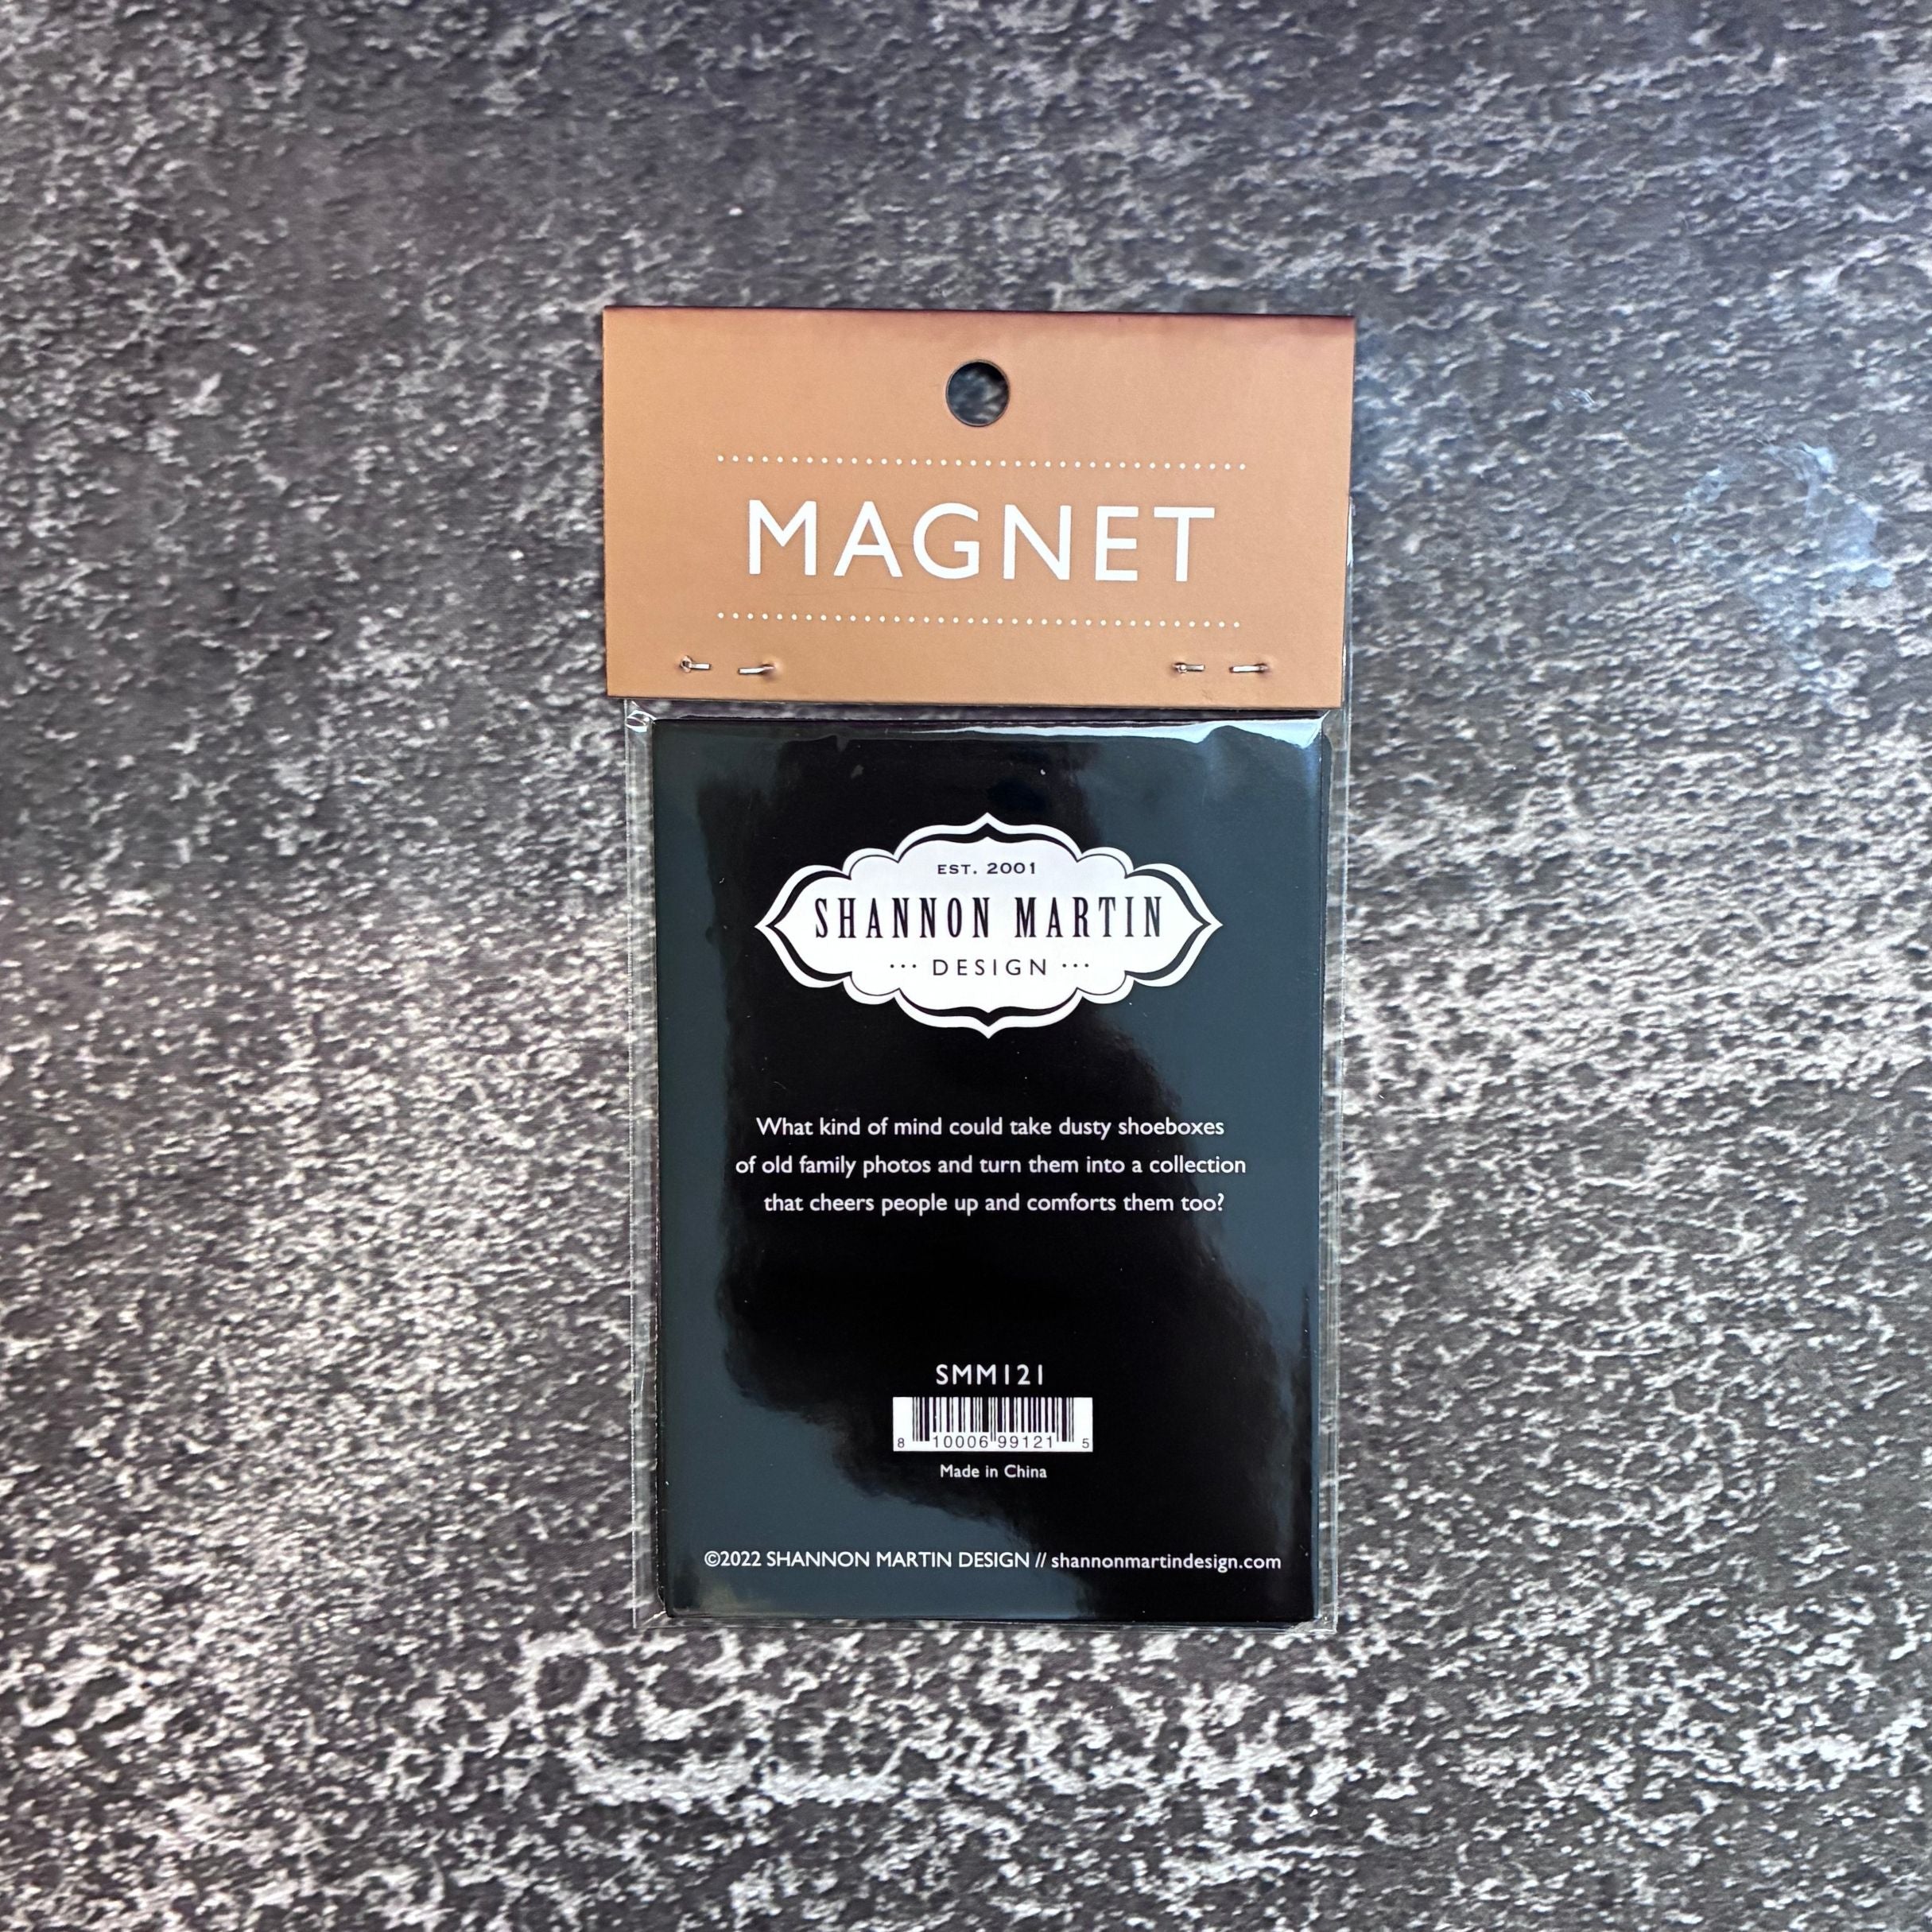 MAGNET
EST. 2001
SHANNON MARTIN
··· DESIGN ···
What kind of mind could take dusty shoeboxes
of old family photos and turn them into a collection
that cheers people up and comforts them too?
SMM121
8 10006 99121 5
Made in China
©2022 SHANNON MARTIN DESIGN // shannonmartindesign.com